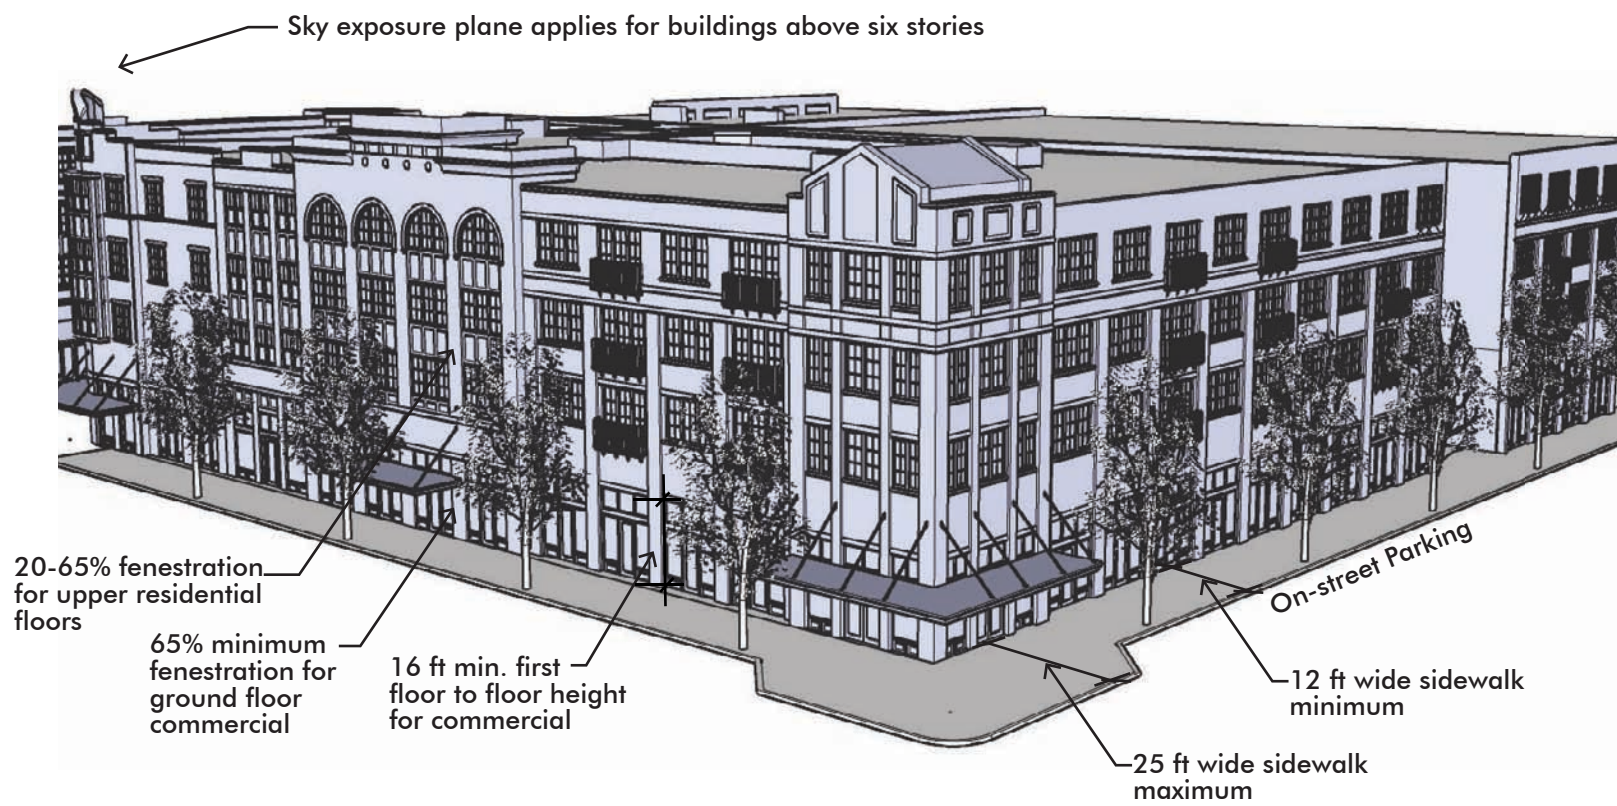 Sky exposure plane applies for buildings above six stories
20-65% fenestration
for upper residential
floors
65% minimum
fenestration for
ground floor
commercial
16 ft min. first
floor to floor height
for commercial
On-street Parking
12 ft wide sidewalk
minimum
25 ft wide sidewalk
maximum